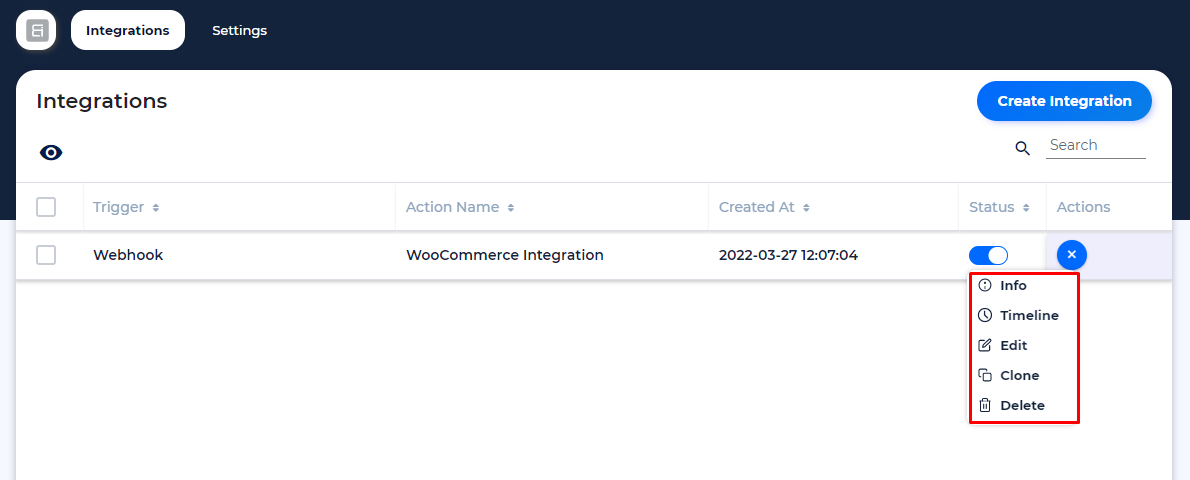 Integrations
Settings
Integrations
Create Integration
Search
Trigger Action Name Created At Status Actions
Webhook WooCommerce Integration 2022-03-27 12:07:04
Info
Timeline
Edit
Clone
Delete